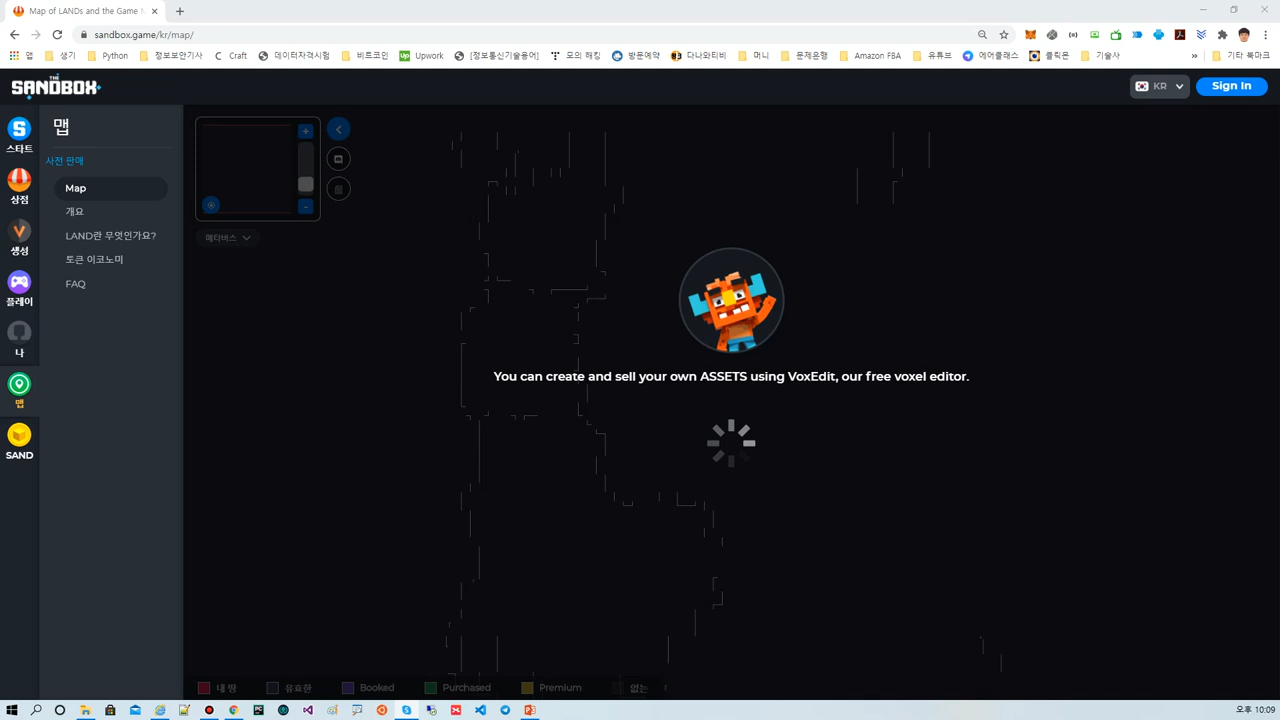 Map of LANDs and the Game M
sandbox.game/kr/map/
앱
생기
Python
정보보안기사
Craft
데이터자격시험
비트코인
Upwork
[정보통신기술용어]
모의 해킹
방문예약
다나와티비
머니
문제은행
Amazon FBA
유튜브
에어클래스
클릭몬
기술사
기타 북마크
THE SANDBOX
KR
Sign In
스타트
상점
생성
플레이
나
맵
SAND
맵
사전 판매
Map
개요
LAND란 무엇인가요?
토큰 이코노미
FAQ
메타버스
You can create and sell your own ASSETS using VoxEdit, our free voxel editor.
내 땅
유효한
Booked
Purchased
Premium
없는
오후 10:09